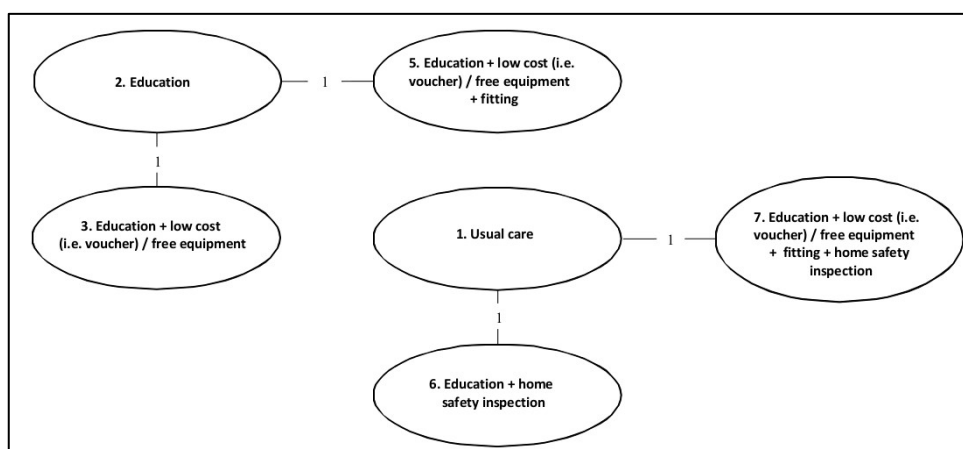 2. Education
1
5. Education + low cost (i.e.
voucher) / free equipment
+ fitting
1
3. Education + low cost
(i.e. voucher) / free equipment
1. Usual care
1
7. Education + low cost (i.e.
voucher) / free equipment
+ fitting + home safety
inspection
1
6. Education + home
safety inspection